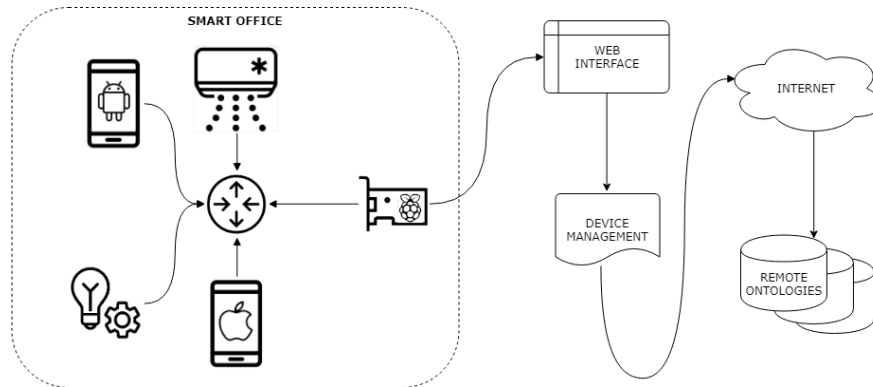 SMART OFFICE
WEB
INTERFACE
INTERNET
DEVICE
MANAGEMENT
REMOTE
ONTOLOGIES